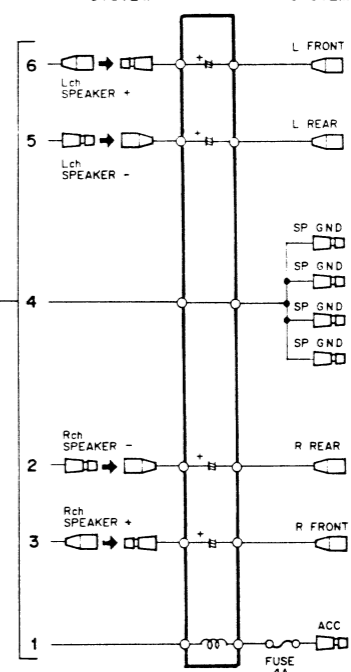 6
Lch
SPEAKER +
+
L FRONT
5
Lch
SPEAKER -
+
L REAR
4
SP GND
SP GND
SP GND
SP GND
2
Rch
SPEAKER -
+
R REAR
3
Rch
SPEAKER +
+
R FRONT
1
FUSE
4A
ACC